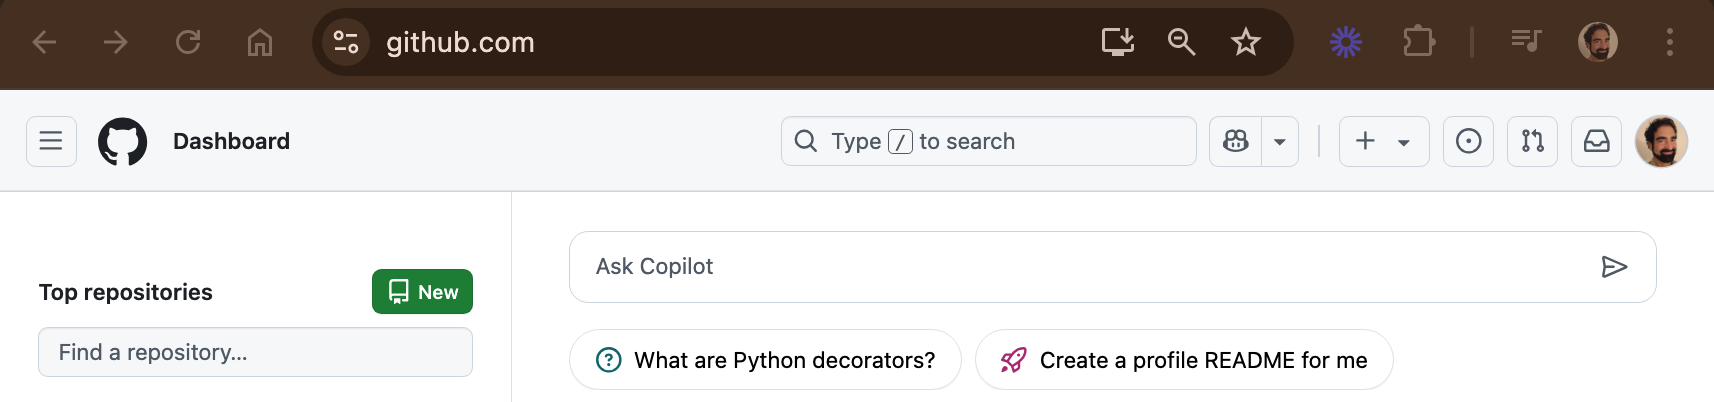 github.com
Dashboard
Type / to search
Top repositories
New
Find a repository...
Ask Copilot
What are Python decorators?
Create a profile README for me